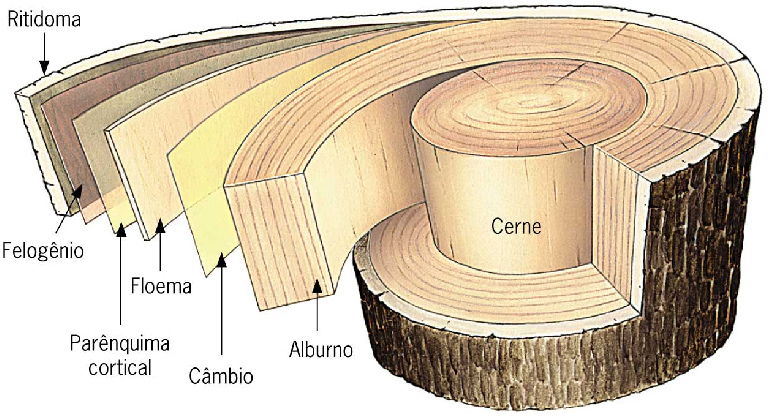 Ritidoma
Felogênio
Floema
Parênquima
cortical
Câmbio
Alburno
Cerne